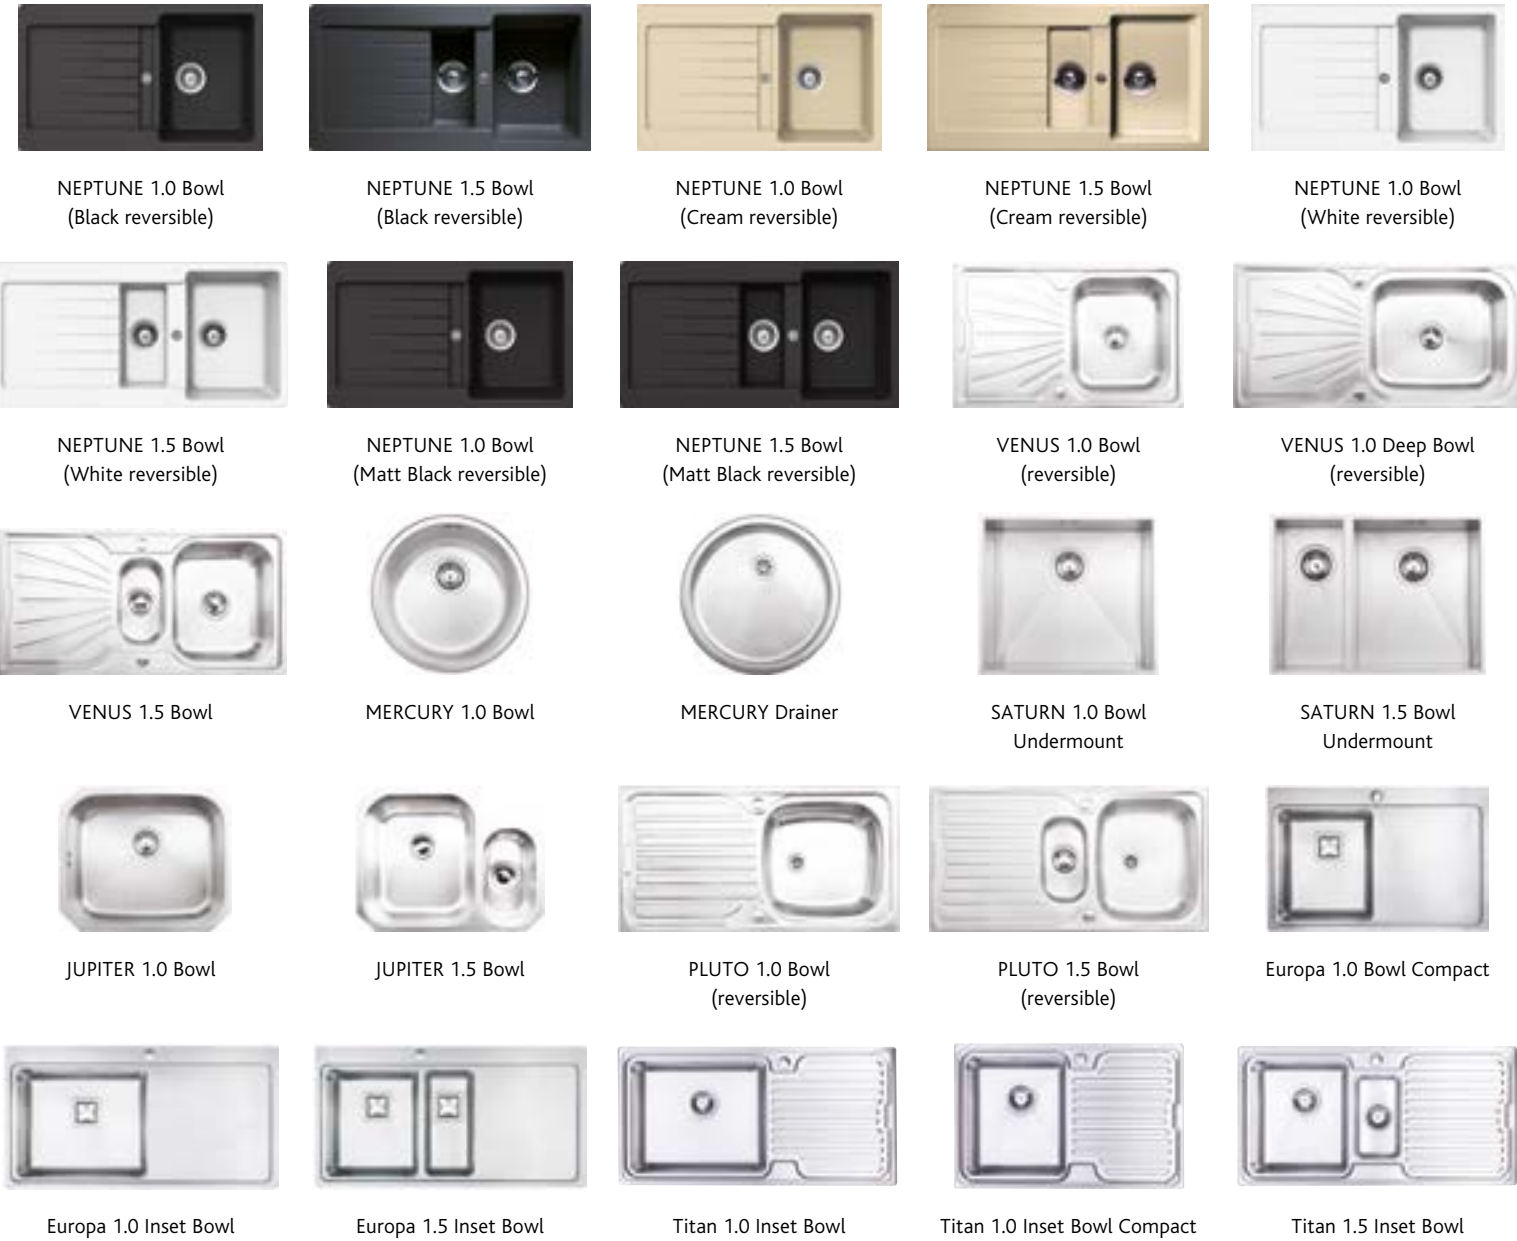 NEPTUNE 1.0 Bowl
(Black reversible)
NEPTUNE 1.5 Bowl
(Black reversible)
NEPTUNE 1.0 Bowl
(Cream reversible)
NEPTUNE 1.5 Bowl
(Cream reversible)
NEPTUNE 1.0 Bowl
(White reversible)
NEPTUNE 1.5 Bowl
(White reversible)
NEPTUNE 1.0 Bowl
(Matt Black reversible)
NEPTUNE 1.5 Bowl
(Matt Black reversible)
VENUS 1.0 Bowl
(reversible)
VENUS 1.0 Deep Bowl
(reversible)
VENUS 1.5 Bowl
MERCURY 1.0 Bowl
MERCURY Drainer
SATURN 1.0 Bowl
Undermount
SATURN 1.5 Bowl
Undermount
JUPITER 1.0 Bowl
JUPITER 1.5 Bowl
PLUTO 1.0 Bowl
(reversible)
PLUTO 1.5 Bowl
(reversible)
Europa 1.0 Bowl Compact
Europa 1.0 Inset Bowl
Europa 1.5 Inset Bowl
Titan 1.0 Inset Bowl
Titan 1.0 Inset Bowl Compact
Titan 1.5 Inset Bowl